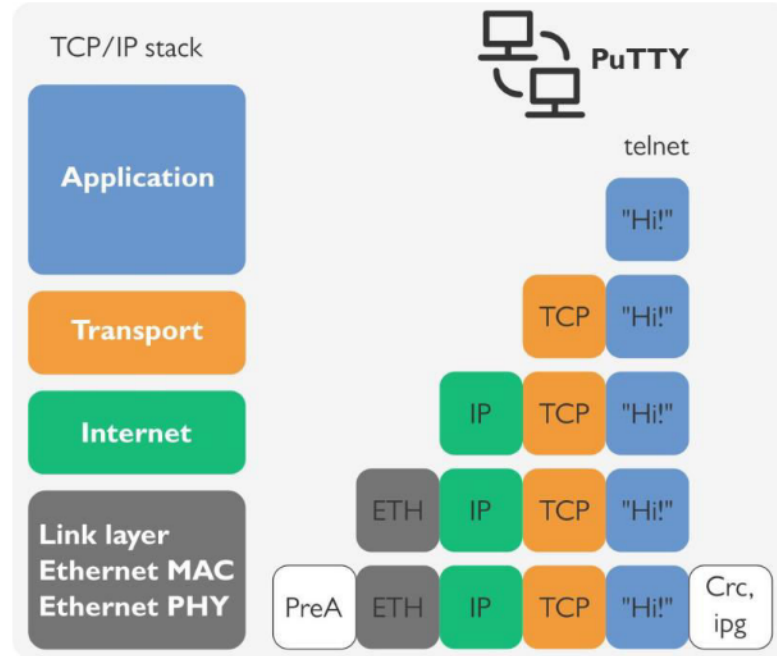 TCP/IP stack
PuTTY
telnet
Application
"Hi!"
Transport
TCP "Hi!"
Internet
IP TCP "Hi!"
ETH IP TCP "Hi!"
Link layer
Ethernet MAC
Ethernet PHY
PreA ETH IP TCP "Hi!" Crc,
ipg